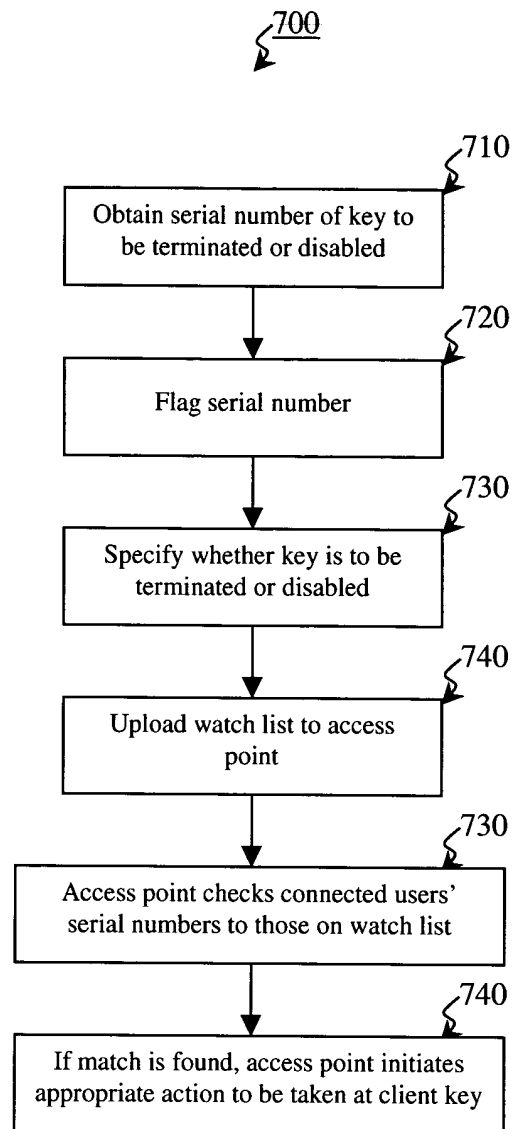 700
710
Obtain serial number of key to
be terminated or disabled
720
Flag serial number
730
Specify whether key is to be
terminated or disabled
740
Upload watch list to access
point
730
Access point checks connected users'
serial numbers to those on watch list
740
If match is found, access point initiates
appropriate action to be taken at client key